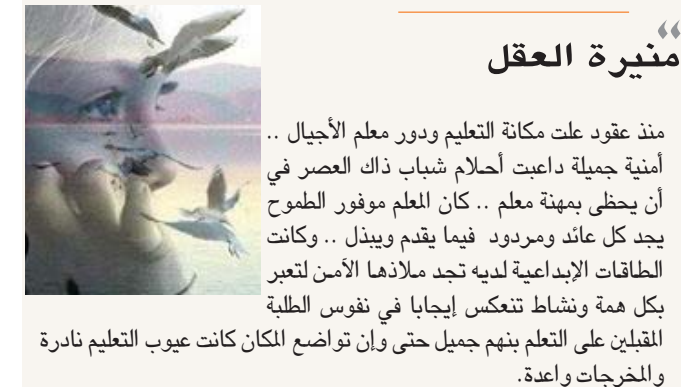 منيرة العقل
منذ عقود علت مكانة التعليم ودور معلم الأجيال ..
أمنية جميلة داعبت أحلام شباب ذاك العصر في
أن يحظى بمهنة معلم .. كان المعلم موفور الطموح
يجد كل عائد ومردود فيما يقدم ويبذل .. وكانت
الطاقات الإبداعية لديه تجد ملاذها الآمن لتعبر
بكل همة ونشاط تنعكس إيجابا في نفوس الطلبة
المقبلين على التعلم بنهم جميل حتى وإن تواضع المكان كانت عيوب التعليم نادرة
والمخرجات واعدة.